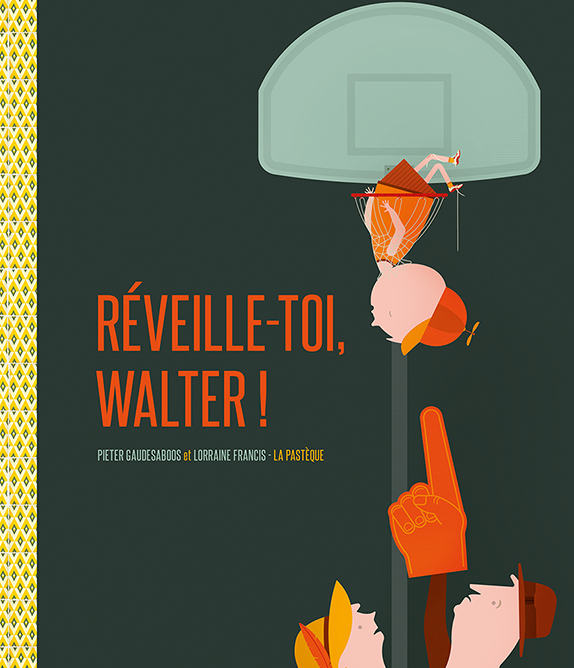 RÉVEILLE-TOI,
WALTER !
PIETER GAUDESABOOS et LORRAINE FRANCIS - LA PASTÈQUE